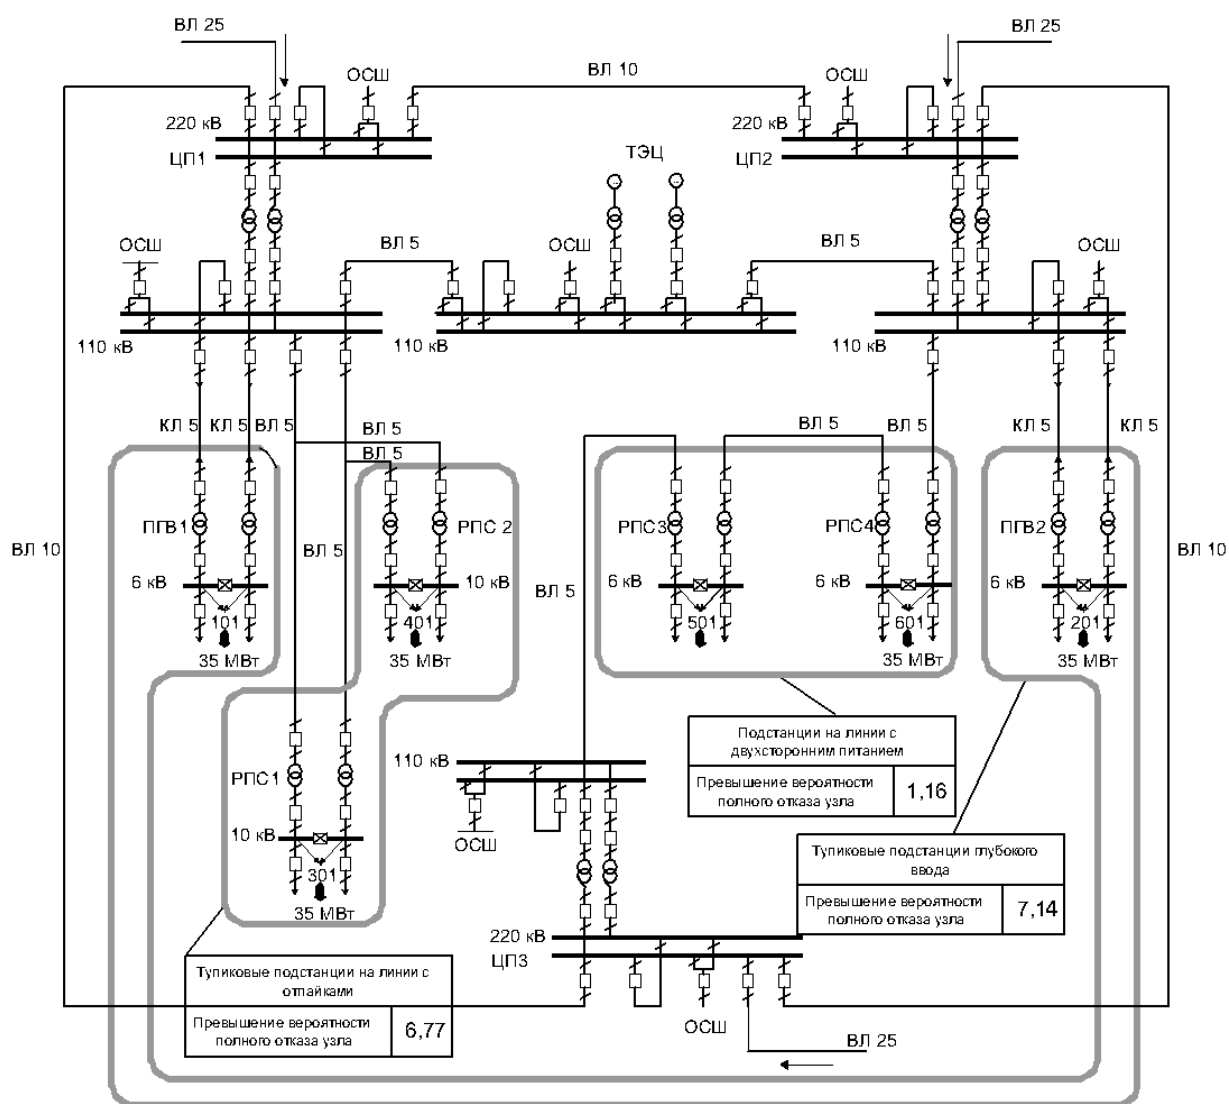 ВЛ 25
ВЛ 25
ОСШ
ВЛ 10
ОСШ
220 кВ
220 кВ
ЦП1
ЦП2
ТЭЦ
ОСШ
ВЛ 5
ОСШ
ВЛ 5
ОСШ
110 кВ
110 кВ
110 кВ
КЛ 5
КЛ 5
ВЛ 5
ВЛ 5
ВЛ 5
ВЛ 5
ВЛ 5
КЛ 5
КЛ 5
ПГВ1
РПС 2
РПС3
РПС4
ПГВ2
ВЛ 10
ВЛ 5
ВЛ 10
6 кВ
10 кВ
ВЛ 5
6 кВ
6 кВ
6 кВ
101
401
501
601
201
35 МВт
35 МВт
35 МВт
35 МВт
Подстанции на линии с
двухсторонним питанием
Превышение вероятности
полного отказа узла
1,16
110 кВ
РПС1
10 кВ
ОСШ
301
35 МВт
Тупиковые подстанции глубокого
ввода
Превышение вероятности
полного отказа узла
7,14
220 кВ
ЦП3
Тупиковые подстанции на линии с
отпайками
Превышение вероятности
полного отказа узла
6,77
ОСШ
ВЛ 25